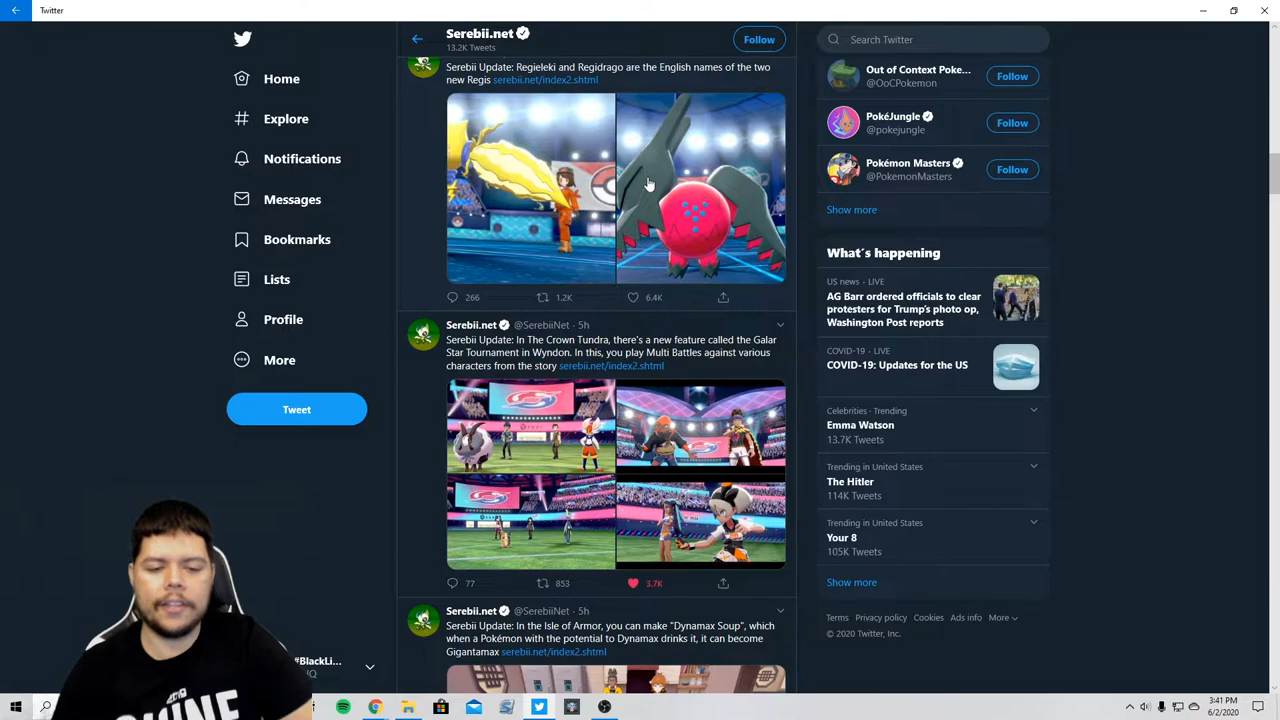 Twitter
Home
Explore
Notifications
Messages
Bookmarks
Lists
Profile
More
Tweet
#BlackLi...
Serebii.net
13.2K Tweets
Follow
Serebii Update: Regieleki and Regidrago are the English names of the two
new Regis serebii.net/index2.shtml
266
1.2K
6.4K
Serebii.net @SerebiiNet · 5h
Serebii Update: In The Crown Tundra, there's a new feature called the Galar
Star Tournament in Wyndon. In this, you play Multi Battles against various
characters from the story serebii.net/index2.shtml
77
853
3.7K
Serebii.net @SerebiiNet · 5h
Serebii Update: In the Isle of Armor, you can make "Dynamax Soup", which
when a Pokémon with the potential to Dynamax drinks it, it can become
Gigantamax serebii.net/index2.shtml
Search Twitter
Out of Context Poke...
@OoCPokemon
Follow
PokéJungle
@pokejungle
Follow
Pokémon Masters
@PokemonMasters
Follow
Show more
What's happening
US news · LIVE
AG Barr ordered officials to clear
protesters for Trump's photo op,
Washington Post reports
COVID-19 · LIVE
COVID-19: Updates for the US
Celebrities · Trending
Emma Watson
13.7K Tweets
Trending in United States
The Hitler
114K Tweets
Trending in United States
Your 8
105K Tweets
Show more
Terms Privacy policy Cookies Ads info More
© 2020 Twitter, Inc.
3:41 PM
6/2/2020